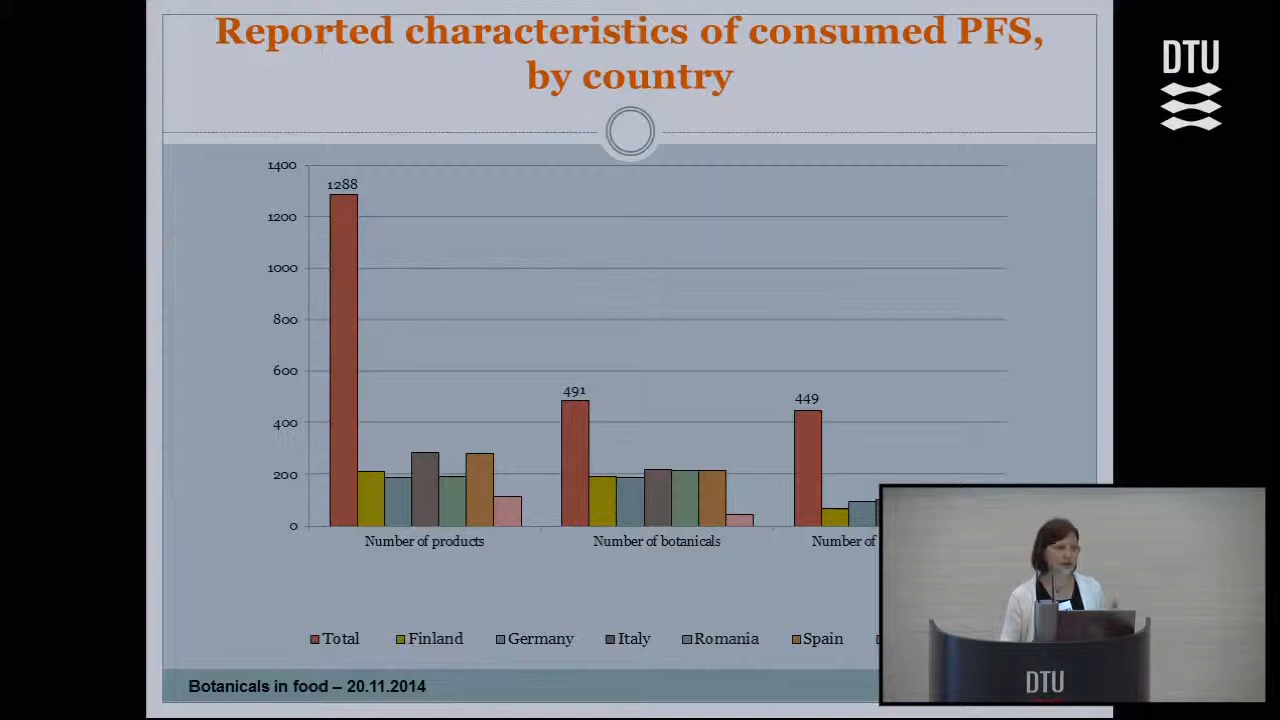 Reported characteristics of consumed PFS,
by country
DTU
1400
1288
1200
1000
800
600
491
449
400
200
0
Number of products
Number of botanicals
Number of
Total
Finland
Germany
Italy
Romania
Spain
Botanicals in food – 20.11.2014
DTU